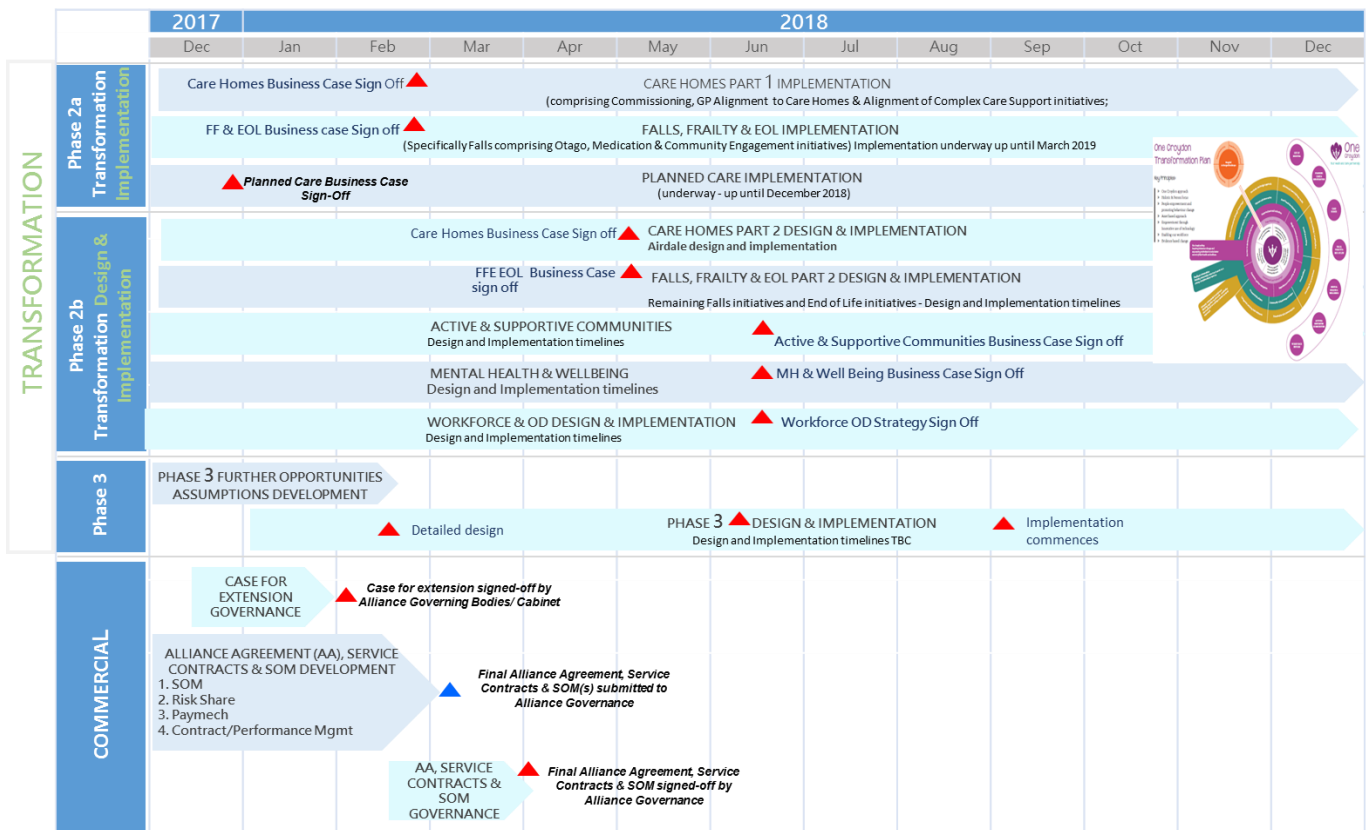 2017
2018
Dec
Jan
Feb
Mar
Apr
May
Jun
Jul
Aug
Sep
Oct
Nov
Dec
TRANSFORMATION
Phase 2a
Transformation
Implementation
Care Homes Business Case Sign Off
CARE HOMES PART 1 IMPLEMENTATION
(comprising Commissioning, GP Alignment to Care Homes & Alignment of Complex Care Support initiatives;
FF & EOL Business case Sign off
FALLS, FRAILTY & EOL IMPLEMENTATION
(Specifically Falls comprising Otago, Medication & Community Engagement initiatives) Implementation underway up until March 2019
Planned Care Business Case
Sign-Off
PLANNED CARE IMPLEMENTATION
(underway - up until December 2018)
One Croydon
Transformation Plan
One
Phase 2b
Transformation Design &
Implementation
Care Homes Business Case Sign off
CARE HOMES PART 2 DESIGN & IMPLEMENTATION
Airdale design and implementation
FFE EOL Business Case
sign off
FALLS, FRAILTY & EOL PART 2 DESIGN & IMPLEMENTATION
Remaining Falls initiatives and End of Life initiatives - Design and Implementation timelines
ACTIVE & SUPPORTIVE COMMUNITIES
Design and Implementation timelines
Active & Supportive Communities Business Case Sign off
MENTAL HEALTH & WELLBEING
Design and Implementation timelines
MH & Well Being Business Case Sign Off
WORKFORCE & OD DESIGN & IMPLEMENTATION
Design and Implementation timelines
Workforce OD Strategy Sign Off
Phase 3
PHASE 3 FURTHER OPPORTUNITIES
ASSUMPTIONS DEVELOPMENT
Detailed design
PHASE 3 DESIGN & IMPLEMENTATION
Design and Implementation timelines TBC
Implementation
commences
COMMERCIAL
CASE FOR
EXTENSION
GOVERNANCE
Case for extension signed-off by
Alliance Governing Bodies/ Cabinet
ALLIANCE AGREEMENT (AA), SERVICE
CONTRACTS & SOM DEVELOPMENT
1. SOM
2. Risk Share
3. Paymech
4. Contract/Performance Mgmt
Final Alliance Agreement, Service
Contracts & SOM(s) submitted to
Alliance Governance
AA, SERVICE
CONTRACTS &
SOM
GOVERNANCE
Final Alliance Agreement, Service
Contracts & SOM signed-off by
Alliance Governance